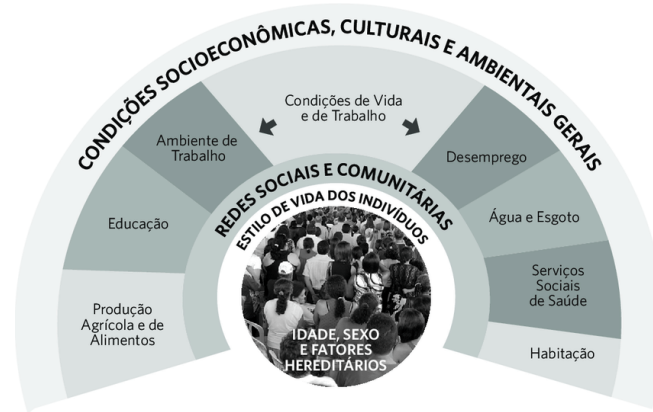 CONDIÇÕES SOCIOECONÔMICAS, CULTURAIS E AMBIENTAIS GERAIS
Condições de Vida
e de Trabalho
Ambiente de
Trabalho
Desemprego
Educação
Água e Esgoto
Produção
Agrícola e de
Alimentos
Serviços
Sociais
de Saúde
Habitação
REDES SOCIAIS E COMUNITÁRIAS
ESTILO DE VIDA DOS INDIVÍDUOS
IDADE, SEXO
E FATORES
HEREDITÁRIOS